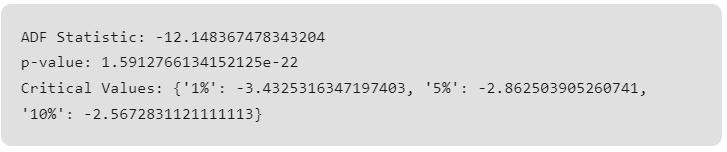 ADF Statistic: -12.148367478343204
p-value: 1.5912766134152125e-22
Critical Values: {'1%': -3.4325316347197403, '5%': -2.862503905260741,
'10%': -2.5672831121111113}